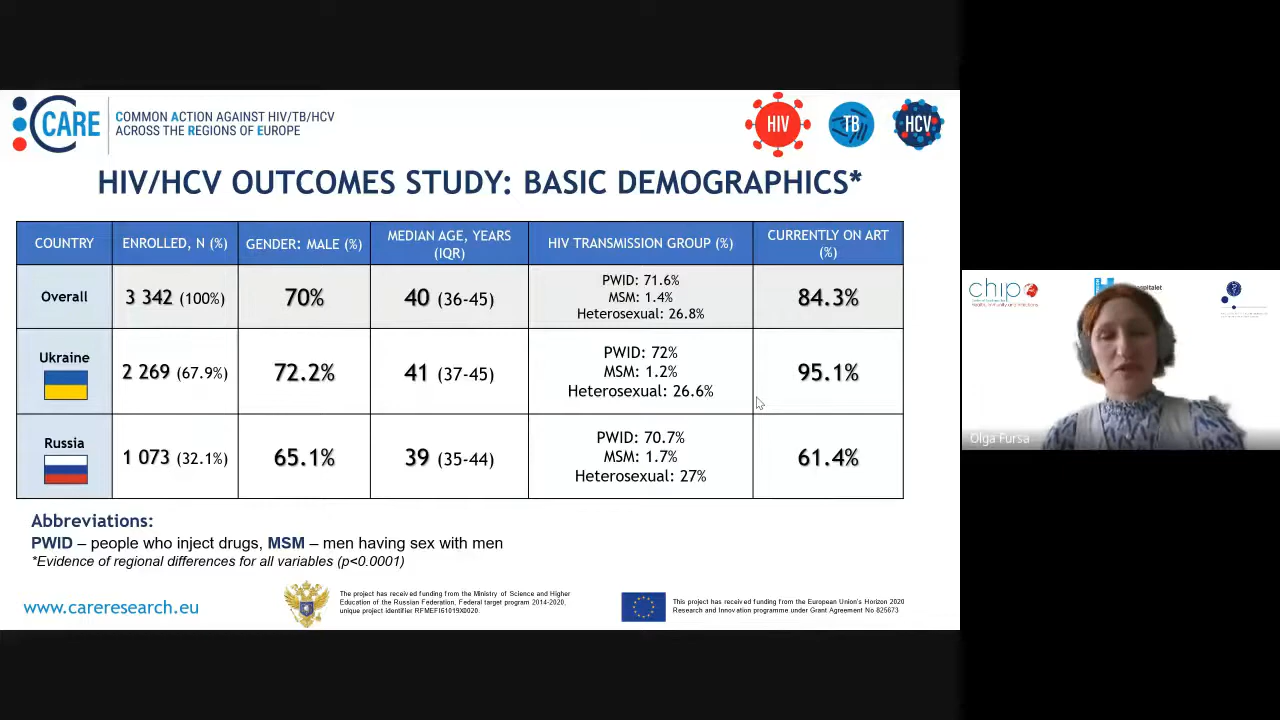 CARE
COMMON ACTION AGAINST HIV/TB/HCV
ACROSS THE REGIONS OF EUROPE
HIV
TB
HCV
HIV/HCV OUTCOMES STUDY: BASIC DEMOGRAPHICS*
COUNTRY
ENROLLED, N (%)
GENDER: MALE (%)
MEDIAN AGE, YEARS
(IQR)
HIV TRANSMISSION GROUP (%)
CURRENTLY ON ART
(%)
Overall
3 342 (100%)
70%
40 (36-45)
PWID: 71.6%
MSM: 1.4%
Heterosexual: 26.8%
84.3%
Ukraine
2 269 (67.9%)
72.2%
41 (37-45)
PWID: 72%
MSM: 1.2%
Heterosexual: 26.6%
95.1%
Russia
1 073 (32.1%)
65.1%
39 (35-44)
PWID: 70.7%
MSM: 1.7%
Heterosexual: 27%
61.4%
Abbreviations:
PWID – people who inject drugs, MSM – men having sex with men
*Evidence of regional differences for all variables (p<0.0001)
www.careresearch.eu
The project has received funding from the Ministry of Science and Higher
Education of the Russian Federation, Federal target program 2014-2020,
unique project identifier RFMEFI61019X0020.
This project has received funding from the European Union's Horizon 2020
Research and Innovation programme under Grant Agreement No 825673
chip
Olga Fursa